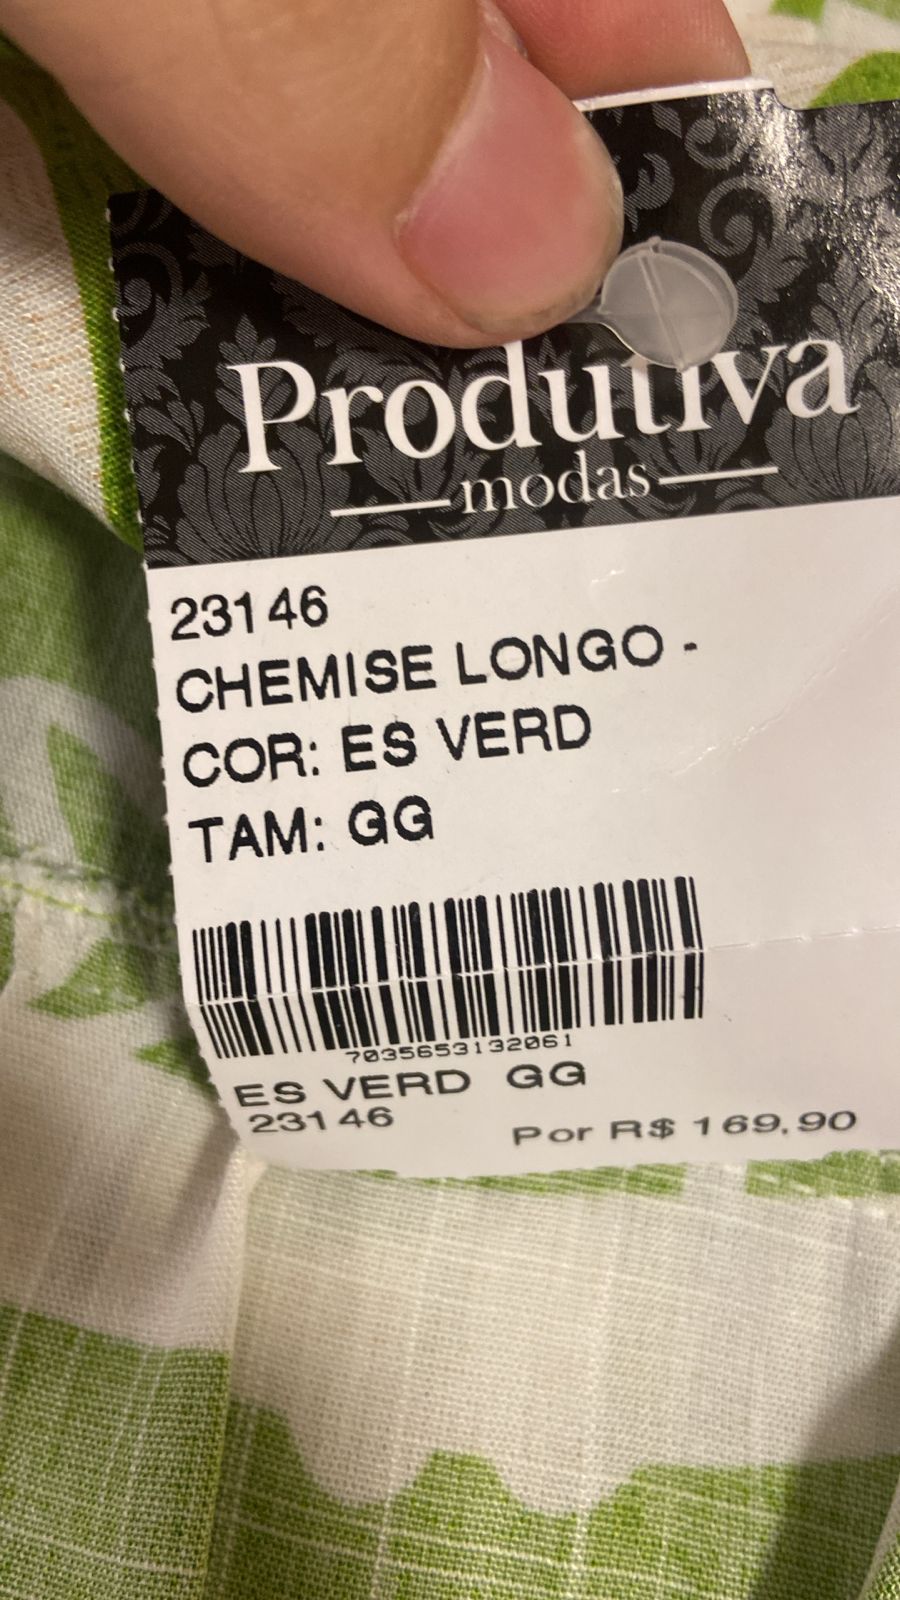 Produtiva
modas
23146
CHEMISE LONGO -
COR: ES VERD
TAM: GG
7035653132061
ES VERD GG
23146
Por R$ 169,90